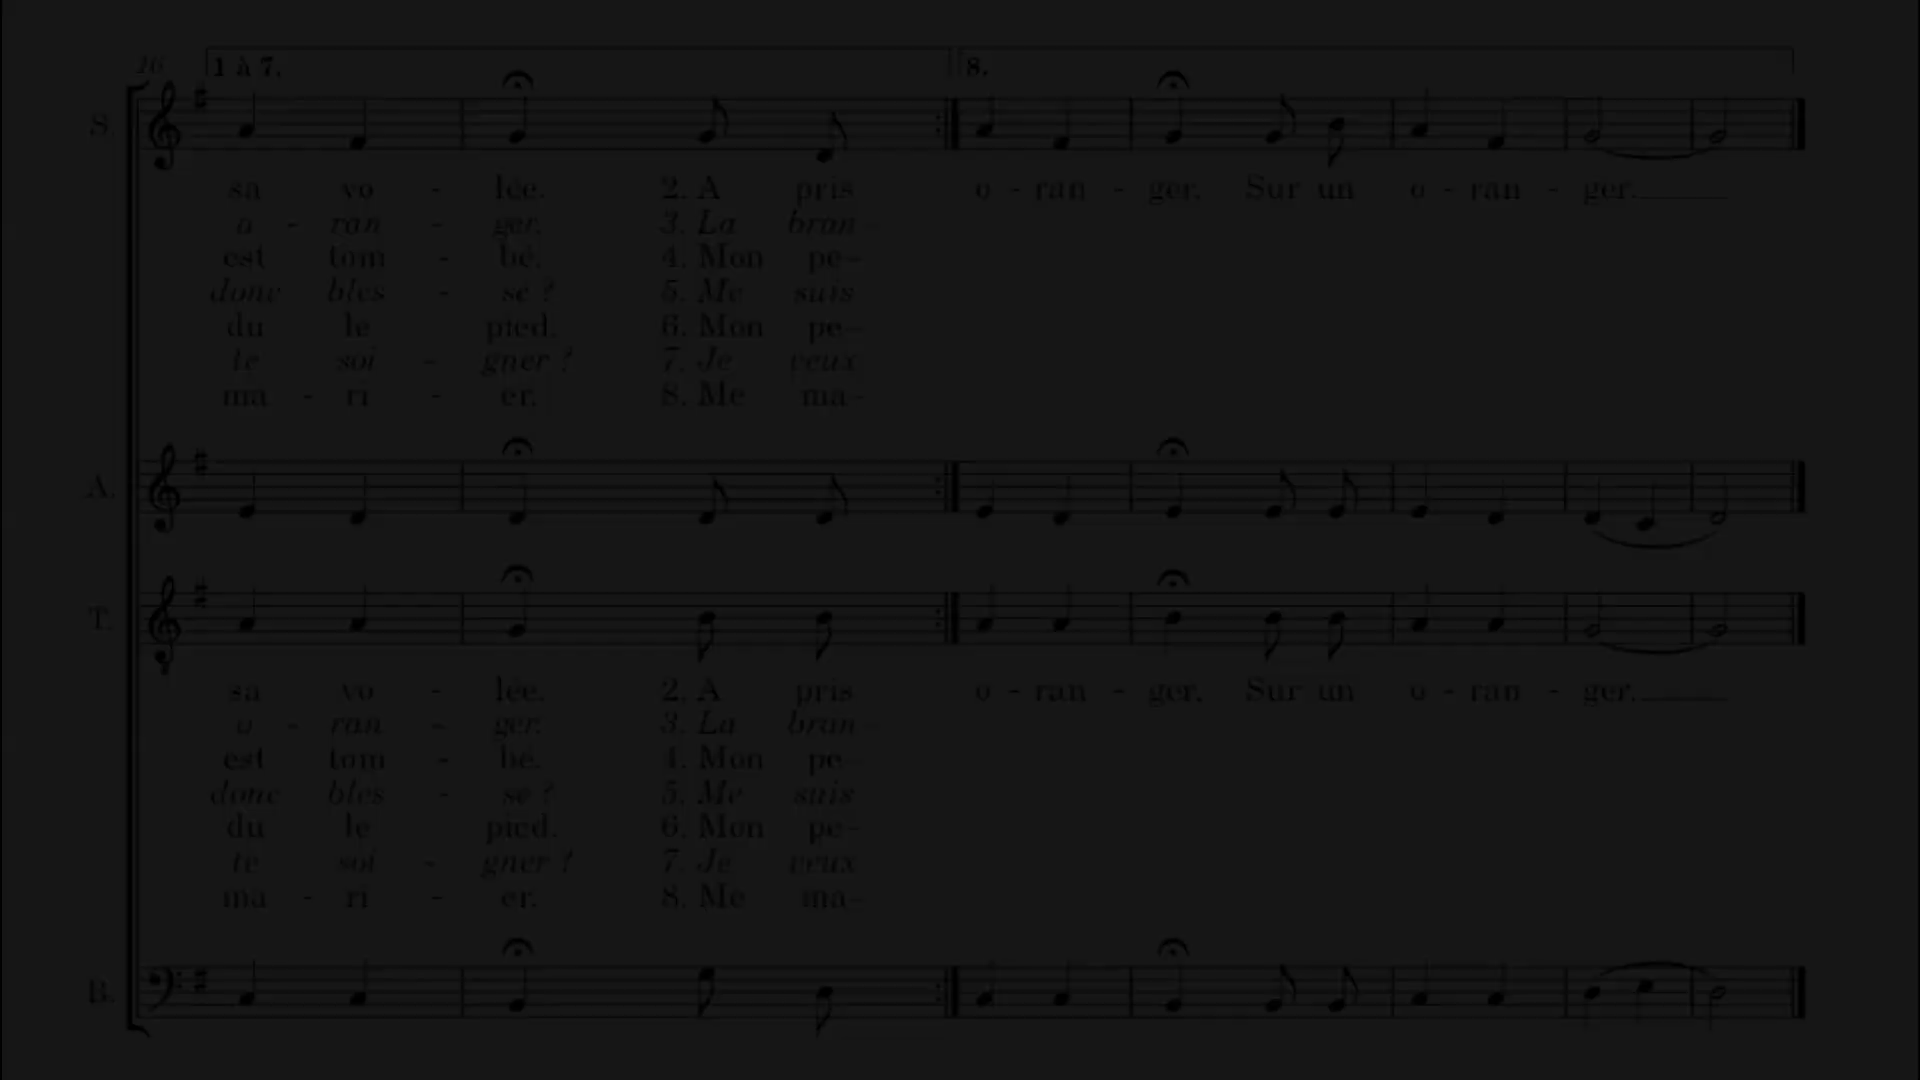 16 1 à 7. 8.
S.
sa vo - lée. 2. A pris o - ran - ger. Sur un o - ran - ger.
o - ran - ger. 3. La bran -
est tom - bé. 4. Mon pe-
donc bles - sé ? 5. Me suis
du le pied. 6. Mon pe-
te soi - gner ? 7. Je veux
ma - ri - er. 8. Me ma-
A.
T.
sa vo - lée. 2. A pris o - ran - ger. Sur un o - ran - ger.
o - ran - ger. 3. La bran -
est tom - bé. 4. Mon pe-
donc bles - sé ? 5. Me suis
du le pied. 6. Mon pe-
te soi - gner ? 7. Je veux
ma - ri - er. 8. Me ma-
B.